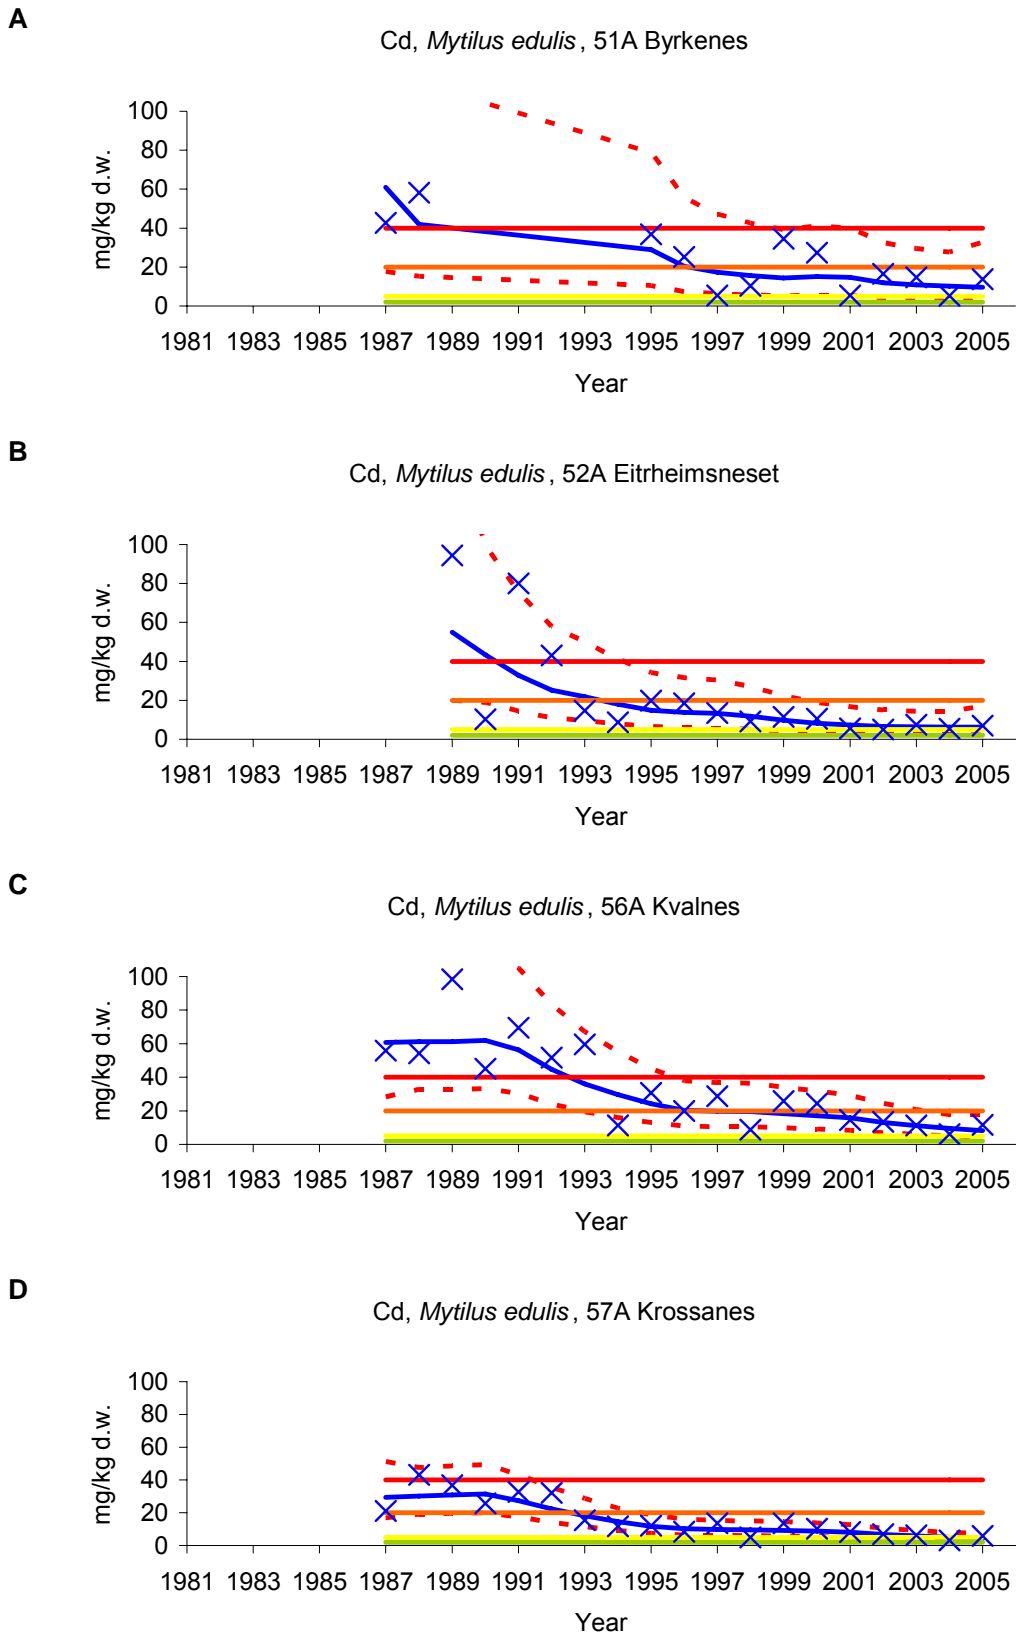 A
Cd, Mytilus edulis, 51A Byrkenes
mg/kg d.w.
100
80
60
40
20
0
1981 1983 1985 1987 1989 1991 1993 1995 1997 1999 2001 2003 2005
Year
B
Cd, Mytilus edulis, 52A Eitrheimsneset
mg/kg d.w.
100
80
60
40
20
0
1981 1983 1985 1987 1989 1991 1993 1995 1997 1999 2001 2003 2005
Year
C
Cd, Mytilus edulis, 56A Kvalnes
mg/kg d.w.
100
80
60
40
20
0
1981 1983 1985 1987 1989 1991 1993 1995 1997 1999 2001 2003 2005
Year
D
Cd, Mytilus edulis, 57A Krossanes
mg/kg d.w.
100
80
60
40
20
0
1981 1983 1985 1987 1989 1991 1993 1995 1997 1999 2001 2003 2005
Year